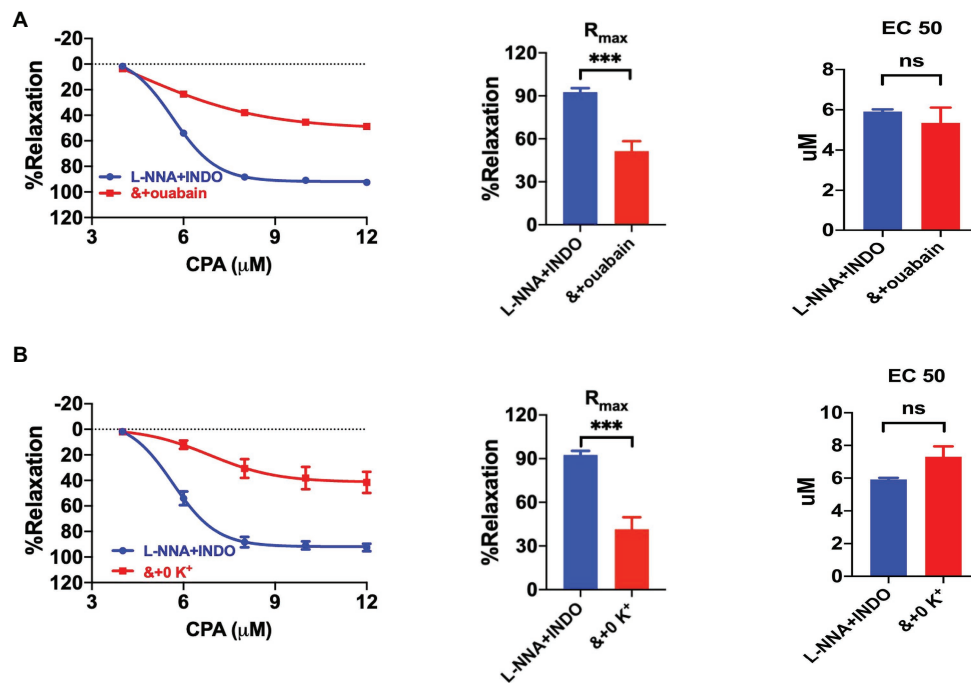 A
-20
0
20
40
60
80
100
120
%Relaxation
L-NNA+INDO
&+ouabain
3
6
9
12
CPA (μM)
Rmax
***
120
90
60
30
0
%Relaxation
L-NNA+INDO
&+ouabain
EC 50
ns
8
6
4
2
0
uM
L-NNA+INDO
&+ouabain
B
-20
0
20
40
60
80
100
120
%Relaxation
L-NNA+INDO
&+0 K⁺
3
6
9
12
CPA (μM)
Rmax
***
120
90
60
30
0
%Relaxation
L-NNA+INDO
&+0 K⁺
EC 50
ns
10
8
6
4
2
0
uM
L-NNA+INDO
&+0 K⁺